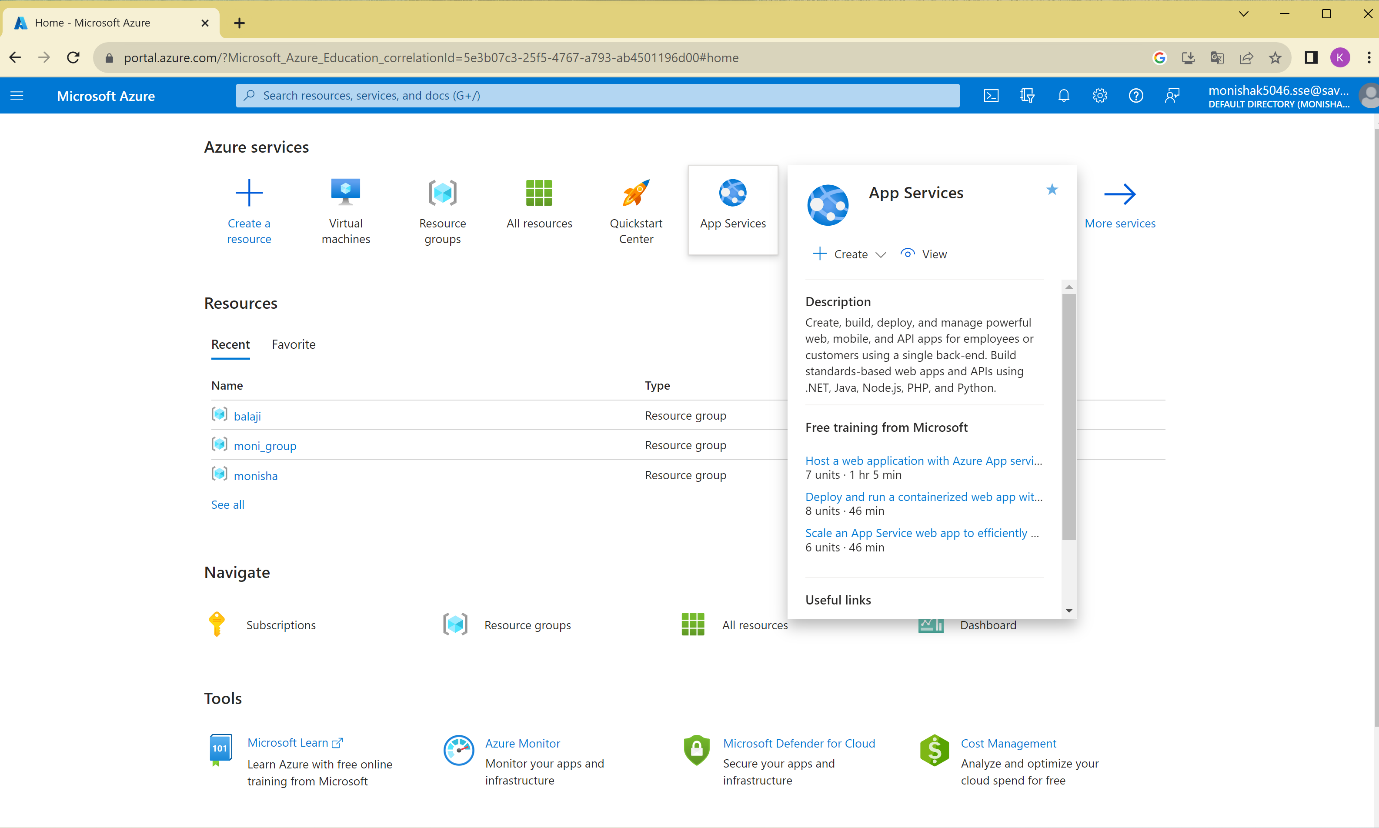 Home - Microsoft Azure
portal.azure.com/?Microsoft_Azure_Education_correlationId=5e3b07c3-25f5-4767-a793-ab4501196d00#home
K
Microsoft Azure
Search resources, services, and docs (G+/)
monishak5046.sse@sav...
DEFAULT DIRECTORY (MONISHA...
Azure services
Create a
resource
Virtual
machines
Resource
groups
All resources
Quickstart
Center
App Services
More services
App Services
Create
View
Description
Create, build, deploy, and manage powerful
web, mobile, and API apps for employees or
customers using a single back-end. Build
standards-based web apps and APIs using
.NET, Java, Node.js, PHP, and Python.
Free training from Microsoft
Host a web application with Azure App servi...
7 units · 1 hr 5 min
Deploy and run a containerized web app wit...
8 units · 46 min
Scale an App Service web app to efficiently ...
6 units · 46 min
Useful links
Resources
Recent
Favorite
Name
Type
balaji
Resource group
moni_group
Resource group
monisha
Resource group
See all
Navigate
Subscriptions
Resource groups
All resources
Dashboard
Tools
101
Microsoft Learn
Learn Azure with free online
training from Microsoft
Azure Monitor
Monitor your apps and
infrastructure
Microsoft Defender for Cloud
Secure your apps and
infrastructure
$
Cost Management
Analyze and optimize your
cloud spend for free